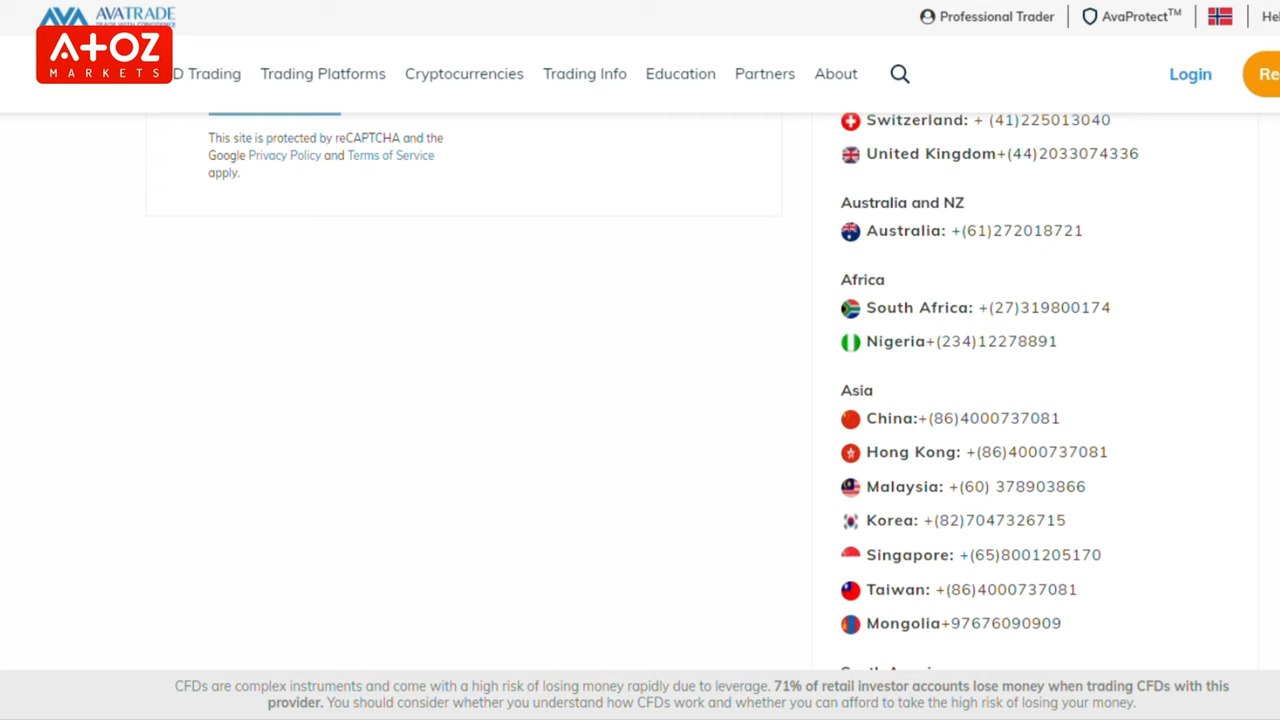 AVATRADE
TRADE WITH CONFIDENCE
A+OZ
MARKETS
Professional Trader
AvaProtect™
He
D Trading
Trading Platforms
Cryptocurrencies
Trading Info
Education
Partners
About
Login
Re
This site is protected by reCAPTCHA and the
Google Privacy Policy and Terms of Service
apply.
Switzerland: + (41)225013040
United Kingdom+(44)2033074336
Australia and NZ
Australia: +(61)272018721
Africa
South Africa: +(27)319800174
Nigeria+(234)12278891
Asia
China:+(86)4000737081
Hong Kong: +(86)4000737081
Malaysia: +(60) 378903866
Korea: +(82)7047326715
Singapore: +(65)8001205170
Taiwan: +(86)4000737081
Mongolia+97676090909
CFDs are complex instruments and come with a high risk of losing money rapidly due to leverage. 71% of retail investor accounts lose money when trading CFDs with this
provider. You should consider whether you understand how CFDs work and whether you can afford to take the high risk of losing your money.